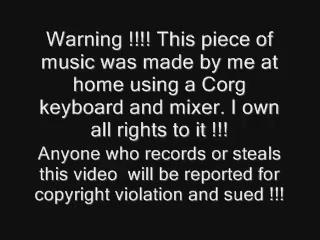 Warning !!!! This piece of
music was made by me at
home using a Corg
keyboard and mixer. I own
all rights to it !!!
Anyone who records or steals
this video  will be reported for
copyright violation and sued !!!